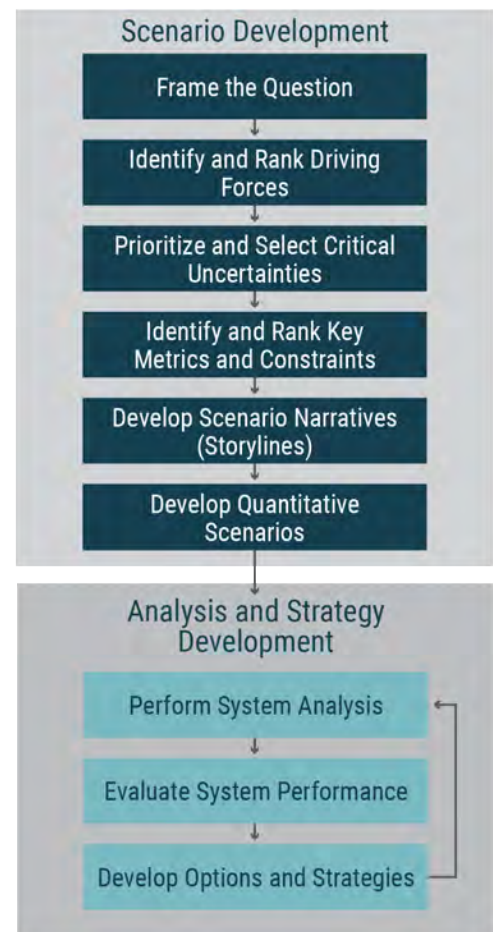 Scenario Development
Frame the Question
Identify and Rank Driving
Forces
Prioritize and Select Critical
Uncertainties
Identify and Rank Key
Metrics and Constraints
Develop Scenario Narratives
(Storylines)
Develop Quantitative
Scenarios
Analysis and Strategy
Development
Perform System Analysis
Evaluate System Performance
Develop Options and Strategies